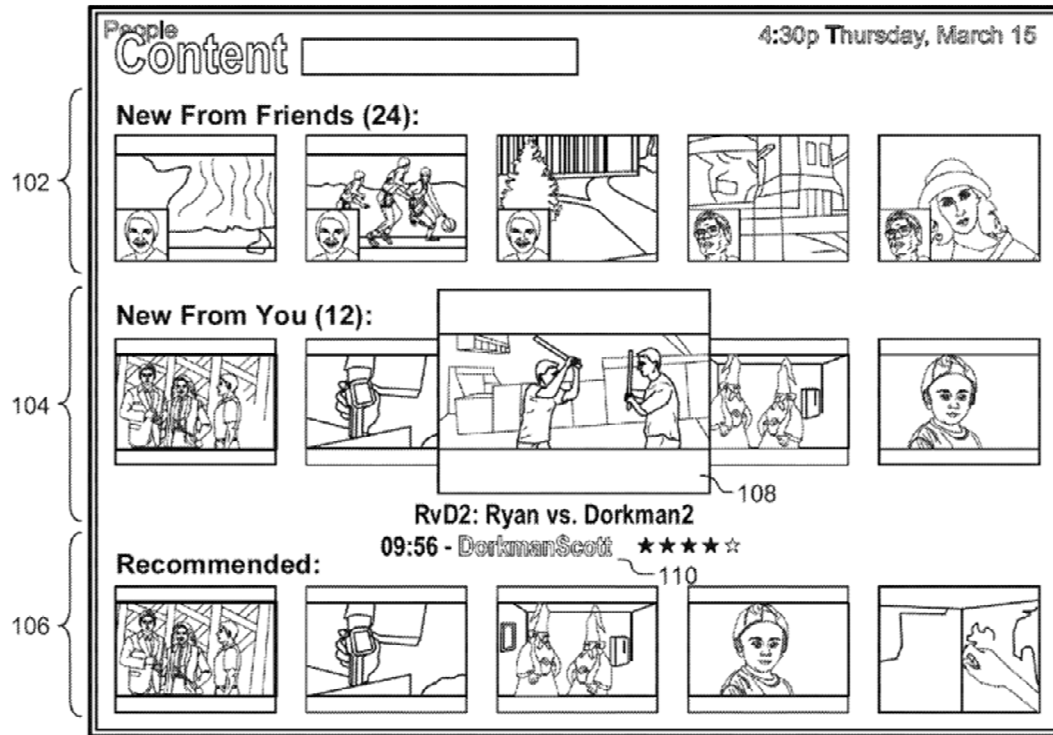 People
Content
4:30p Thursday, March 15
New From Friends (24):
102
New From You (12):
104
108
RvD2: Ryan vs. Dorkman2
09:56 - DorkmanScott ★★★★☆
110
Recommended:
106